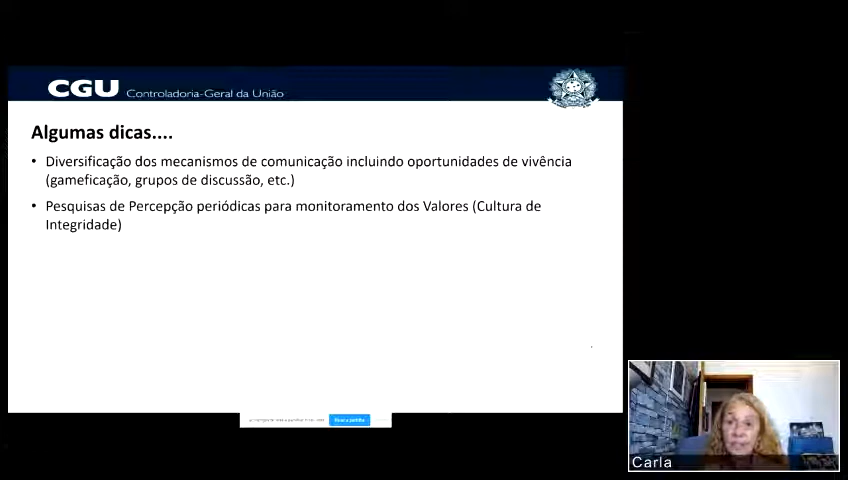 CGU Controladoria-Geral da União
Algumas dicas....
• Diversificação dos mecanismos de comunicação incluindo oportunidades de vivência
(gameficação, grupos de discussão, etc.)
• Pesquisas de Percepção periódicas para monitoramento dos Valores (Cultura de
Integridade)
Carla